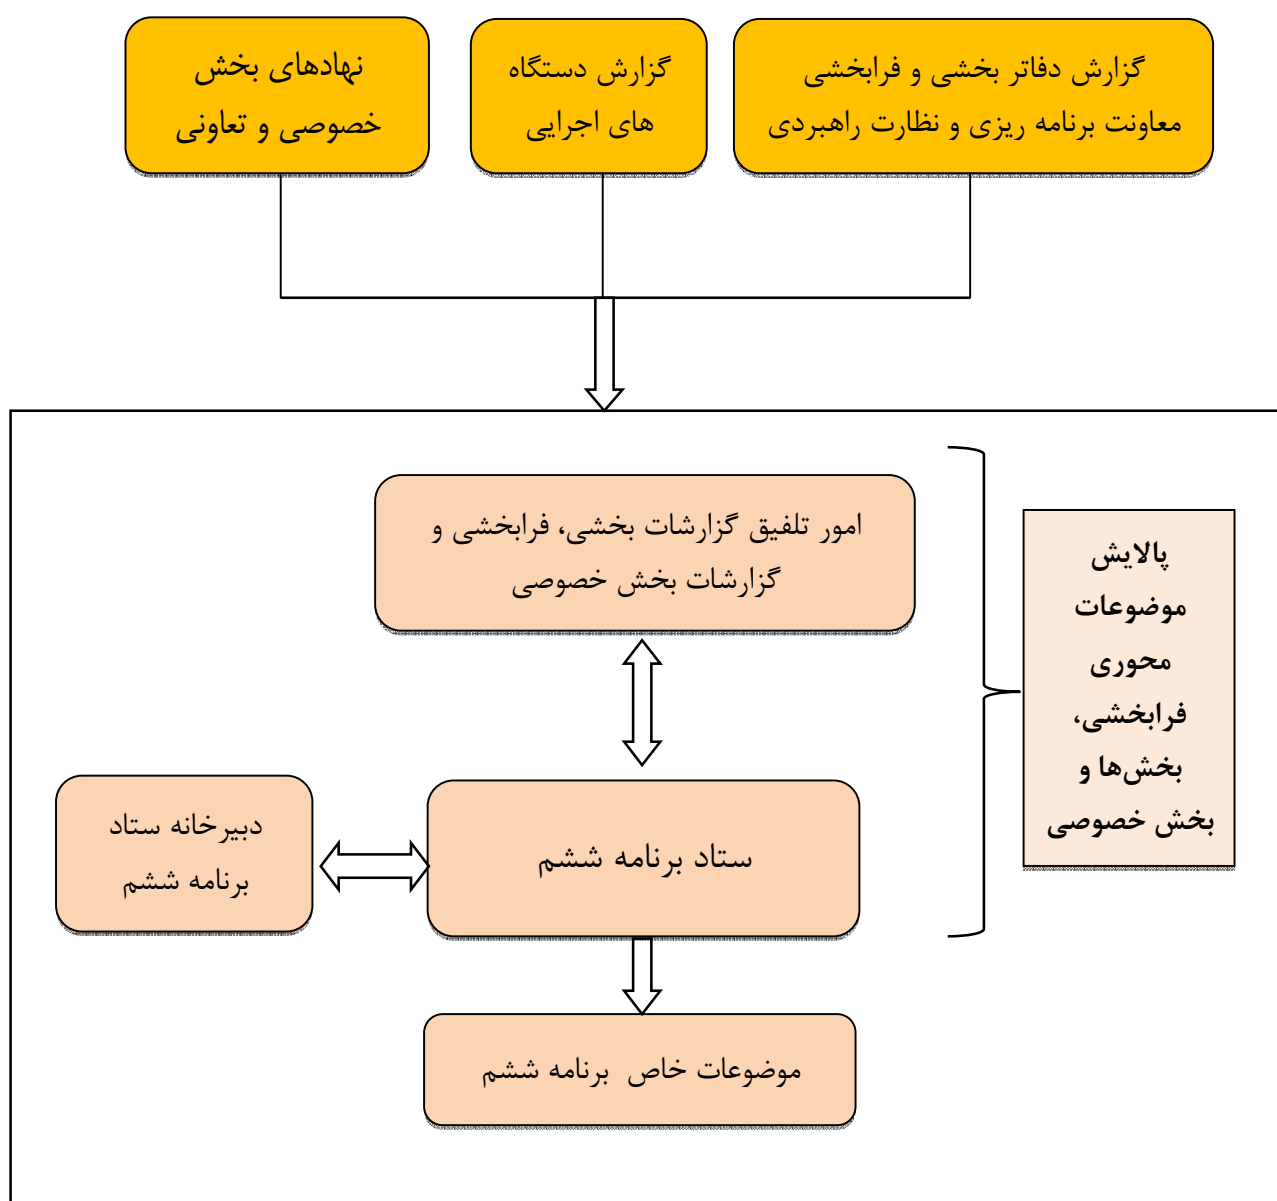 گزارش دفاتر بخشی و فرابخشی
معاونت برنامه ریزی و نظارت راهبردی
گزارش دستگاه
های اجرایی
نهادهای بخش
خصوصی و تعاونی
امور تلفیق گزارشات بخشی، فرابخشی و
گزارشات بخش خصوصی
پالایش
موضوعات
محوری
فرابخشی،
بخش‌ها و
بخش خصوصی
ستاد برنامه ششم
دبیرخانه ستاد
برنامه ششم
موضوعات خاص برنامه ششم